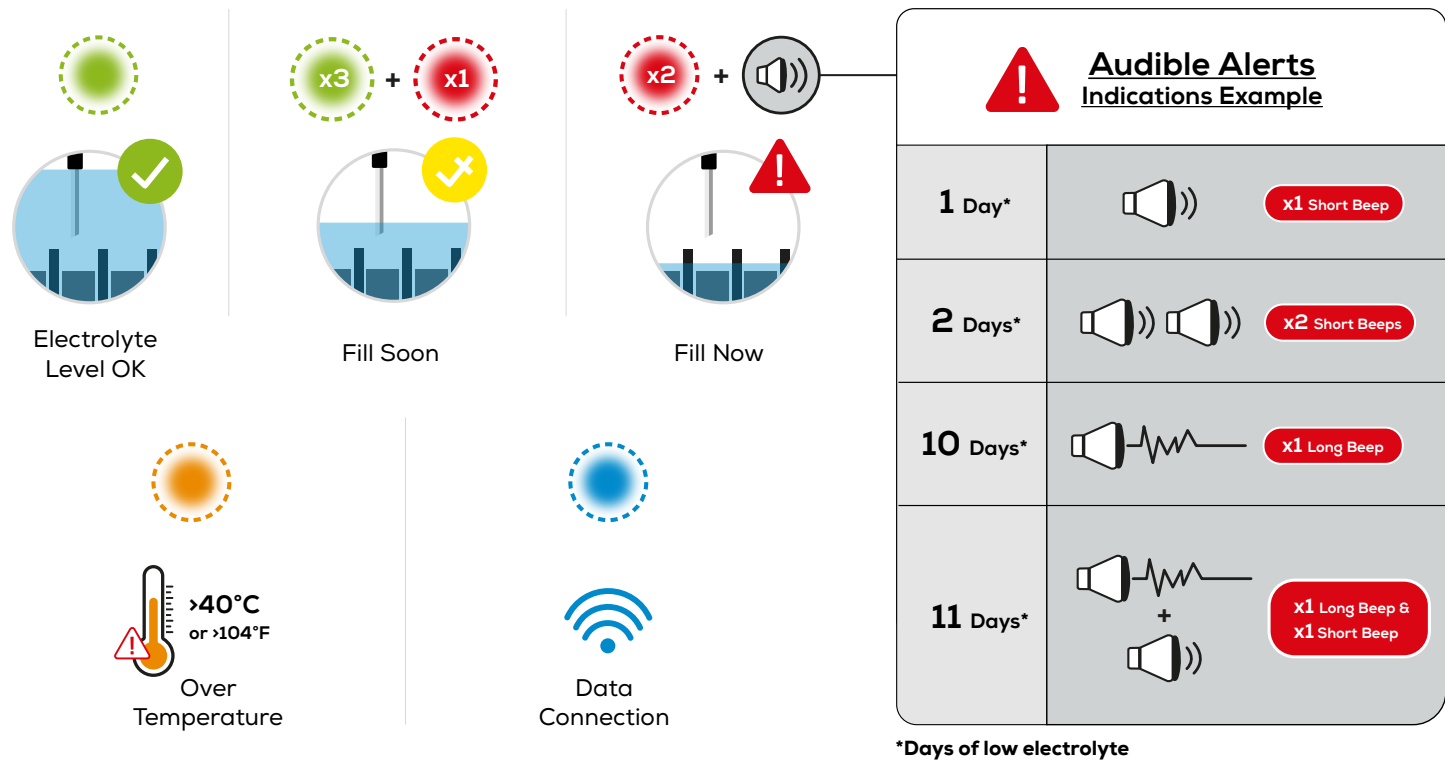 x3 + x1
x2 +
Electrolyte
Level OK
Fill Soon
Fill Now
>40°C
or >104°F
Over
Temperature
Data
Connection
Audible Alerts
Indications Example
1 Day*
x1 Short Beep
2 Days*
x2 Short Beeps
10 Days*
x1 Long Beep
11 Days*
+
x1 Long Beep &
x1 Short Beep
*Days of low electrolyte